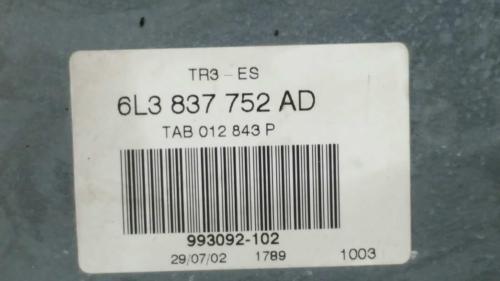 TR3-ES
6L3 837 752 AD
TAB 012 843 P
993092-102
29/07/02 1789 1003